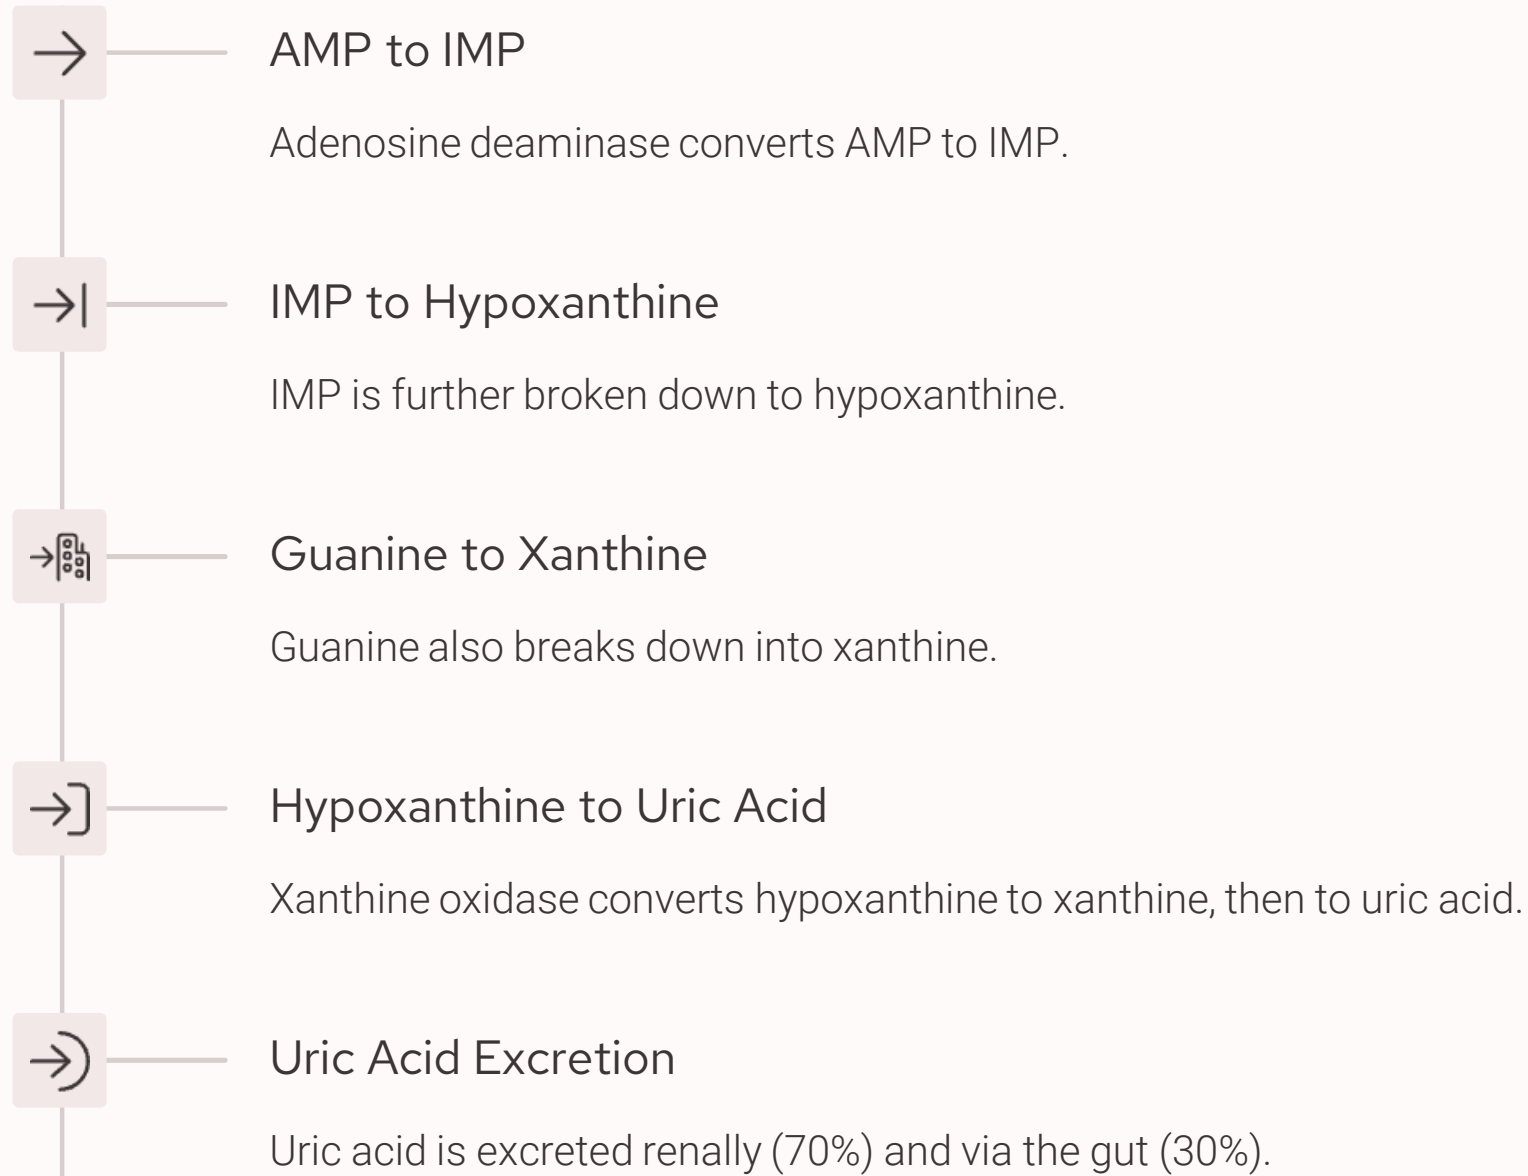 AMP to IMP
Adenosine deaminase converts AMP to IMP.
IMP to Hypoxanthine
IMP is further broken down to hypoxanthine.
Guanine to Xanthine
Guanine also breaks down into xanthine.
Hypoxanthine to Uric Acid
Xanthine oxidase converts hypoxanthine to xanthine, then to uric acid.
Uric Acid Excretion
Uric acid is excreted renally (70%) and via the gut (30%).